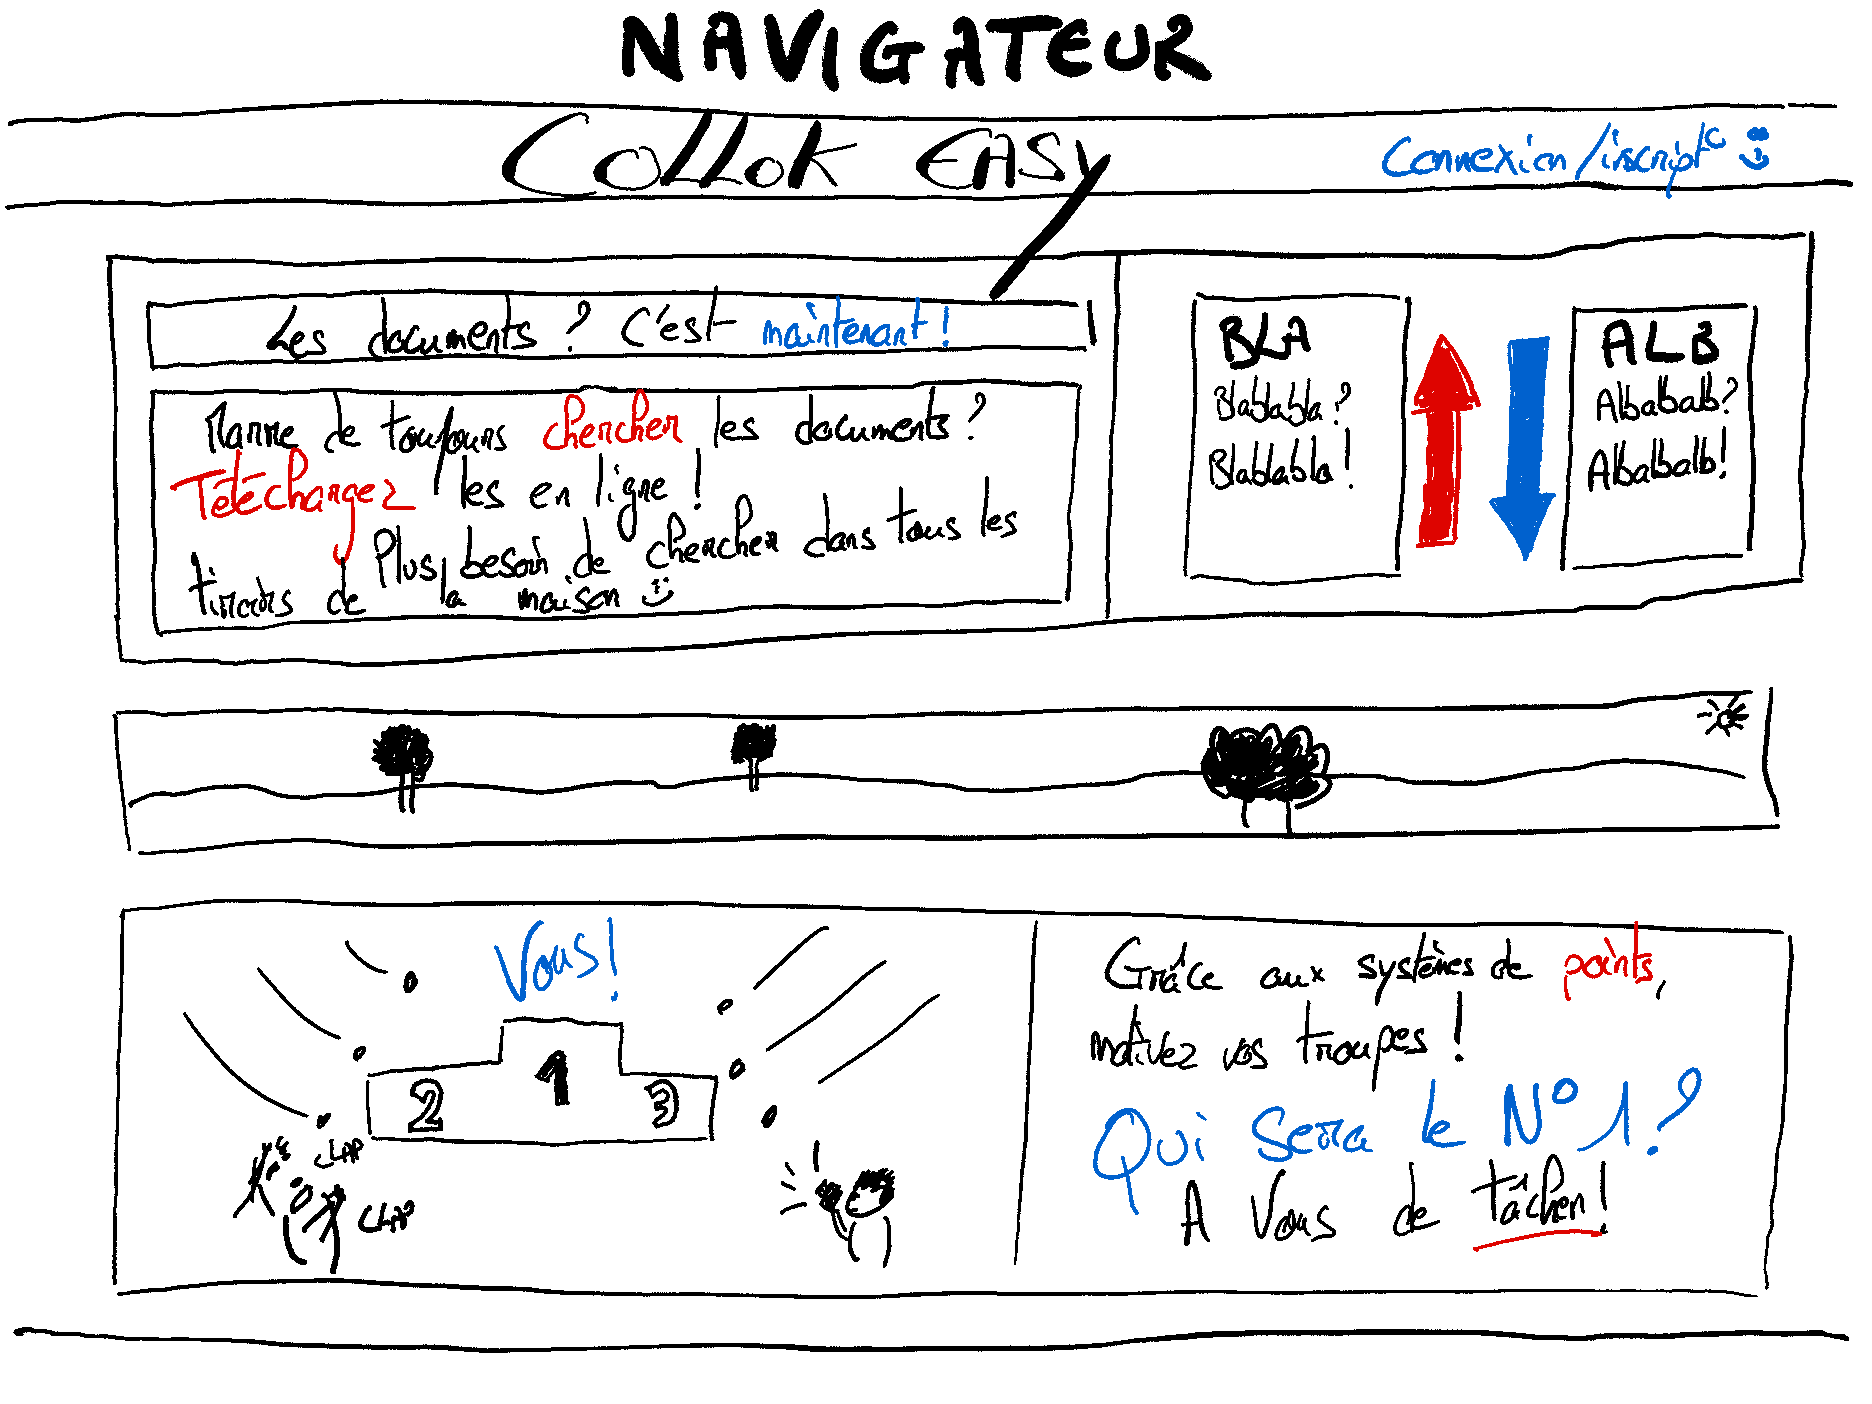 NAVIGATEUR
COLLOK EASY
Connexion/inscript°
Les documents ? C'est maintenant !
Marre de toujours chercher les documents ?
Téléchargez les en ligne !
Plus besoin de chercher dans tous les
tiroirs de la maison
BLA
Blablabla ?
Blablabla !
ALB
Albalbalb ?
Albalbalb !
Vous !
2 1 3
CLAP
CLAP
Grâce aux systèmes de points,
motivez vos troupes !
Qui sera le N° 1 ?
A Vous de tâcher !